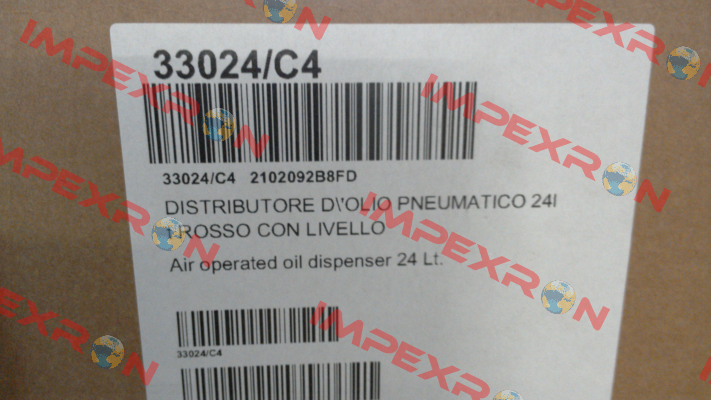 33024/C4
33024/C4 2102092B8FD
DISTRIBUTORE D\'OLIO PNEUMATICO 24l
ROSSO CON LIVELLO
Air operated oil dispenser 24 Lt.
33024/C4
IMPEXRON
IMPEXRON
IMPEXRON
IMPEXRON
IMPEXRON
IMPEXRON